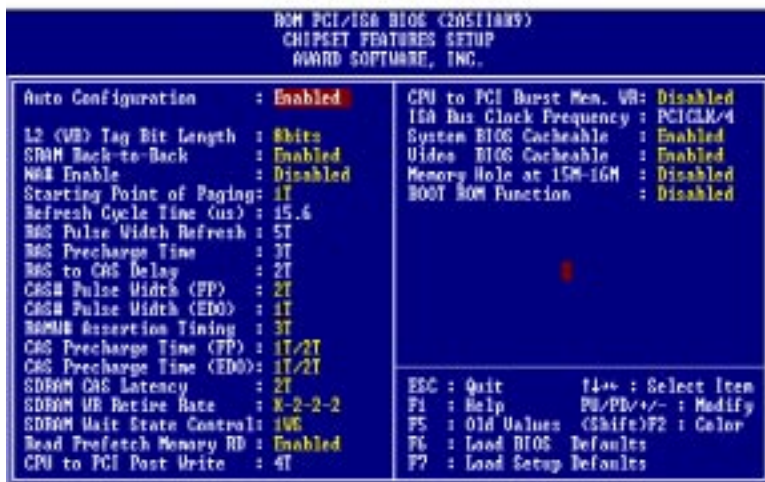 ROM PCI/ISA BIOS (2A5IIAK9)
CHIPSET FEATURES SETUP
AWARD SOFTWARE, INC.
Auto Configuration : Enabled
L2 (WB) Tag Bit Length : 8bits
SRAM Back-to-Back : Enabled
NA# Enable : Disabled
Starting Point of Paging: 1T
Refresh Cycle Time (us) : 15.6
RAS Pulse Width Refresh : 5T
RAS Precharge Time : 3T
RAS to CAS Delay : 2T
CAS# Pulse Width (FP) : 2T
CAS# Pulse Width (EDO) : 1T
RAMW# Assertion Timing : 3T
CAS Precharge Time (FP) : 1T/2T
CAS Precharge Time (EDO): 1T/2T
SDRAM CAS Latency : 2T
SDRAM WR Retire Rate : X-2-2-2
SDRAM Wait State Control: 1WS
Read Prefetch Memory RD : Enabled
CPU to PCI Post Write : 4T
CPU to PCI Burst Mem. WR: Disabled
ISA Bus Clock Frequency : PCICLK/4
System BIOS Cacheable : Enabled
Video BIOS Cacheable : Enabled
Memory Hole at 15M-16M : Disabled
BOOT ROM Function : Disabled
ESC : Quit ↑↓→← : Select Item
F1 : Help PU/PD/+/- : Modify
F5 : Old Values (Shift)F2 : Color
F6 : Load BIOS Defaults
F7 : Load Setup Defaults